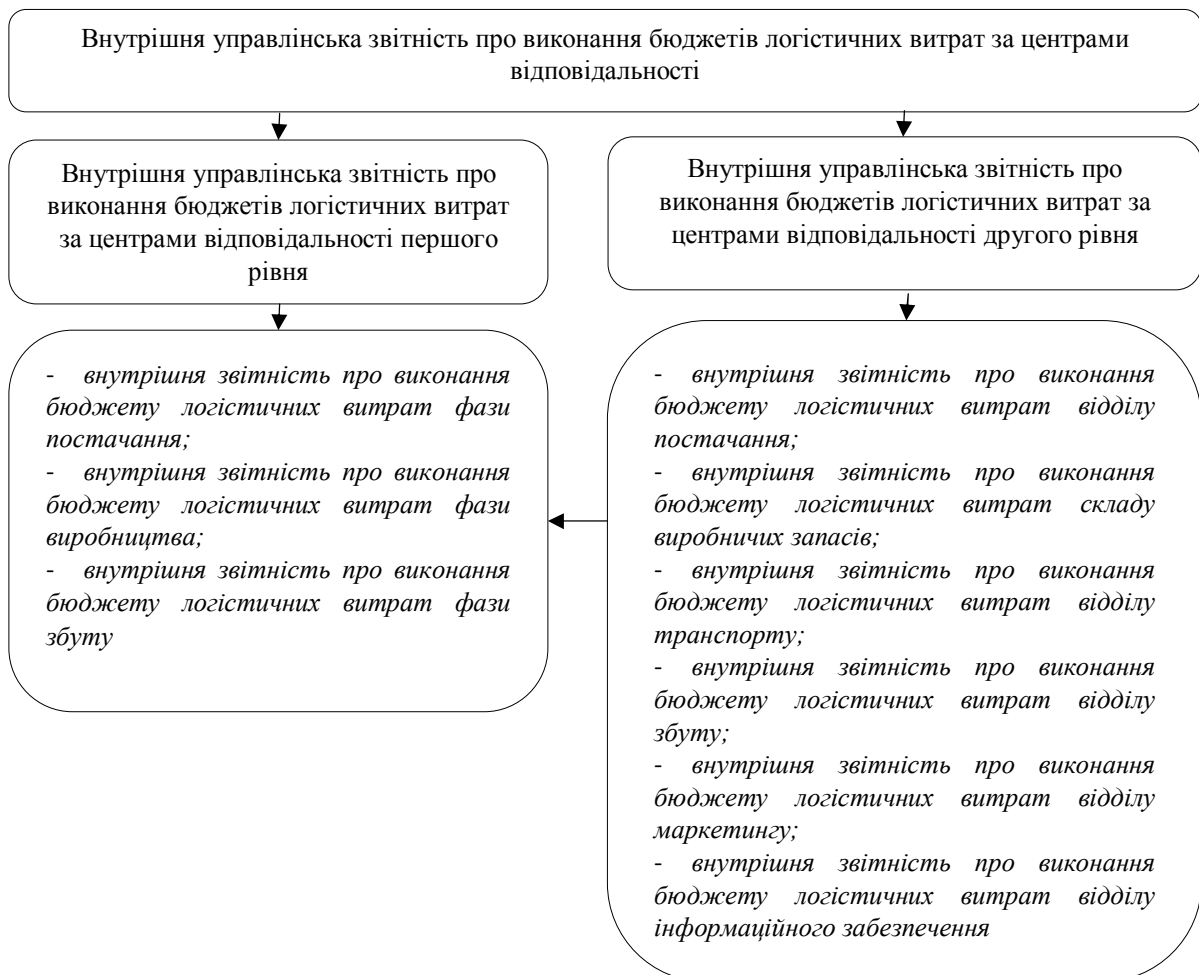 Внутрішня управлінська звітність про виконання бюджетів логістичних витрат за центрами
відповідальності
Внутрішня управлінська звітність про
виконання бюджетів логістичних витрат
за центрами відповідальності першого
рівня
Внутрішня управлінська звітність про
виконання бюджетів логістичних витрат за
центрами відповідальності другого рівня
- внутрішня звітність про виконання
бюджету логістичних витрат фази
постачання;
- внутрішня звітність про виконання
бюджету логістичних витрат фази
виробництва;
- внутрішня звітність про виконання
бюджету логістичних витрат фази
збуту
- внутрішня звітність про виконання
бюджету логістичних витрат відділу
постачання;
- внутрішня звітність про виконання
бюджету логістичних витрат складу
виробничих запасів;
- внутрішня звітність про виконання
бюджету логістичних витрат відділу
транспорту;
- внутрішня звітність про виконання
бюджету логістичних витрат відділу
збуту;
- внутрішня звітність про виконання
бюджету логістичних витрат відділу
маркетингу;
- внутрішня звітність про виконання
бюджету логістичних витрат відділу
інформаційного забезпечення